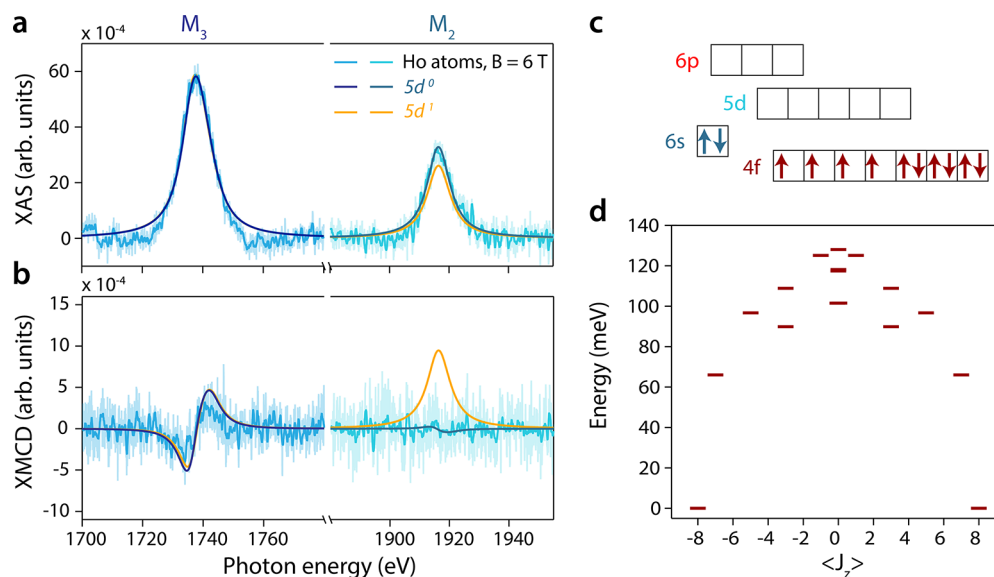 a
x 10-4
M3
M2
XAS (arb. units)
60
40
20
0
Ho atoms, B = 6 T
5d 0
5d 1
b
x 10-4
XMCD (arb. units)
15
10
5
0
-5
-10
1700
1720
1740
1760
1900
1920
1940
Photon energy (eV)
c
6p
5d
6s
4f
d
Energy (meV)
140
120
100
80
60
40
20
0
-8
-6
-4
-2
0
2
4
6
8
<Jz>